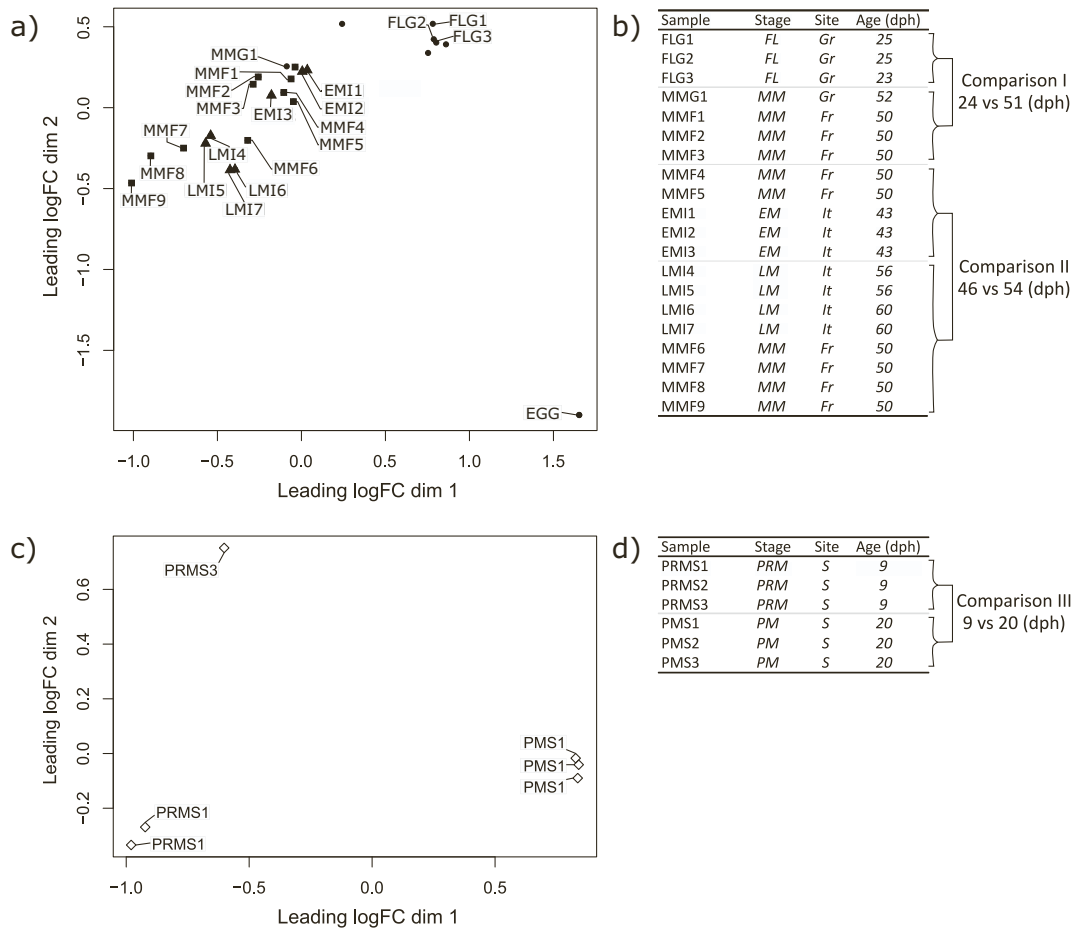 a)
Leading logFC dim 2
0.5
0.0
−0.5
−1.0
−1.5
FLG2
FLG1
FLG3
MMG1
MMF1
MMF2
MMF3
EMI1
EMI2
EMI3
MMF4
MMF5
MMF7
LMI4
MMF6
MMF8
LMI5
LMI6
MMF9
LMI7
EGG
−1.0 −0.5 0.0 0.5 1.0 1.5
Leading logFC dim 1
b)
Sample Stage Site Age (dph)
FLG1 FL Gr 25
FLG2 FL Gr 25
FLG3 FL Gr 23
MMG1 MM Gr 52
MMF1 MM Fr 50
MMF2 MM Fr 50
MMF3 MM Fr 50
MMF4 MM Fr 50
MMF5 MM Fr 50
EMI1 EM It 43
EMI2 EM It 43
EMI3 EM It 43
LMI4 LM It 56
LMI5 LM It 56
LMI6 LM It 60
LMI7 LM It 60
MMF6 MM Fr 50
MMF7 MM Fr 50
MMF8 MM Fr 50
MMF9 MM Fr 50
Comparison I
24 vs 51 (dph)
Comparison II
46 vs 54 (dph)
c)
Leading logFC dim 2
0.6
0.4
0.2
0.0
−0.2
PRMS3
PMS1
PMS1
PMS1
PRMS1
PRMS1
−1.0 −0.5 0.0 0.5
Leading logFC dim 1
d)
Sample Stage Site Age (dph)
PRMS1 PRM S 9
PRMS2 PRM S 9
PRMS3 PRM S 9
PMS1 PM S 20
PMS2 PM S 20
PMS3 PM S 20
Comparison III
9 vs 20 (dph)